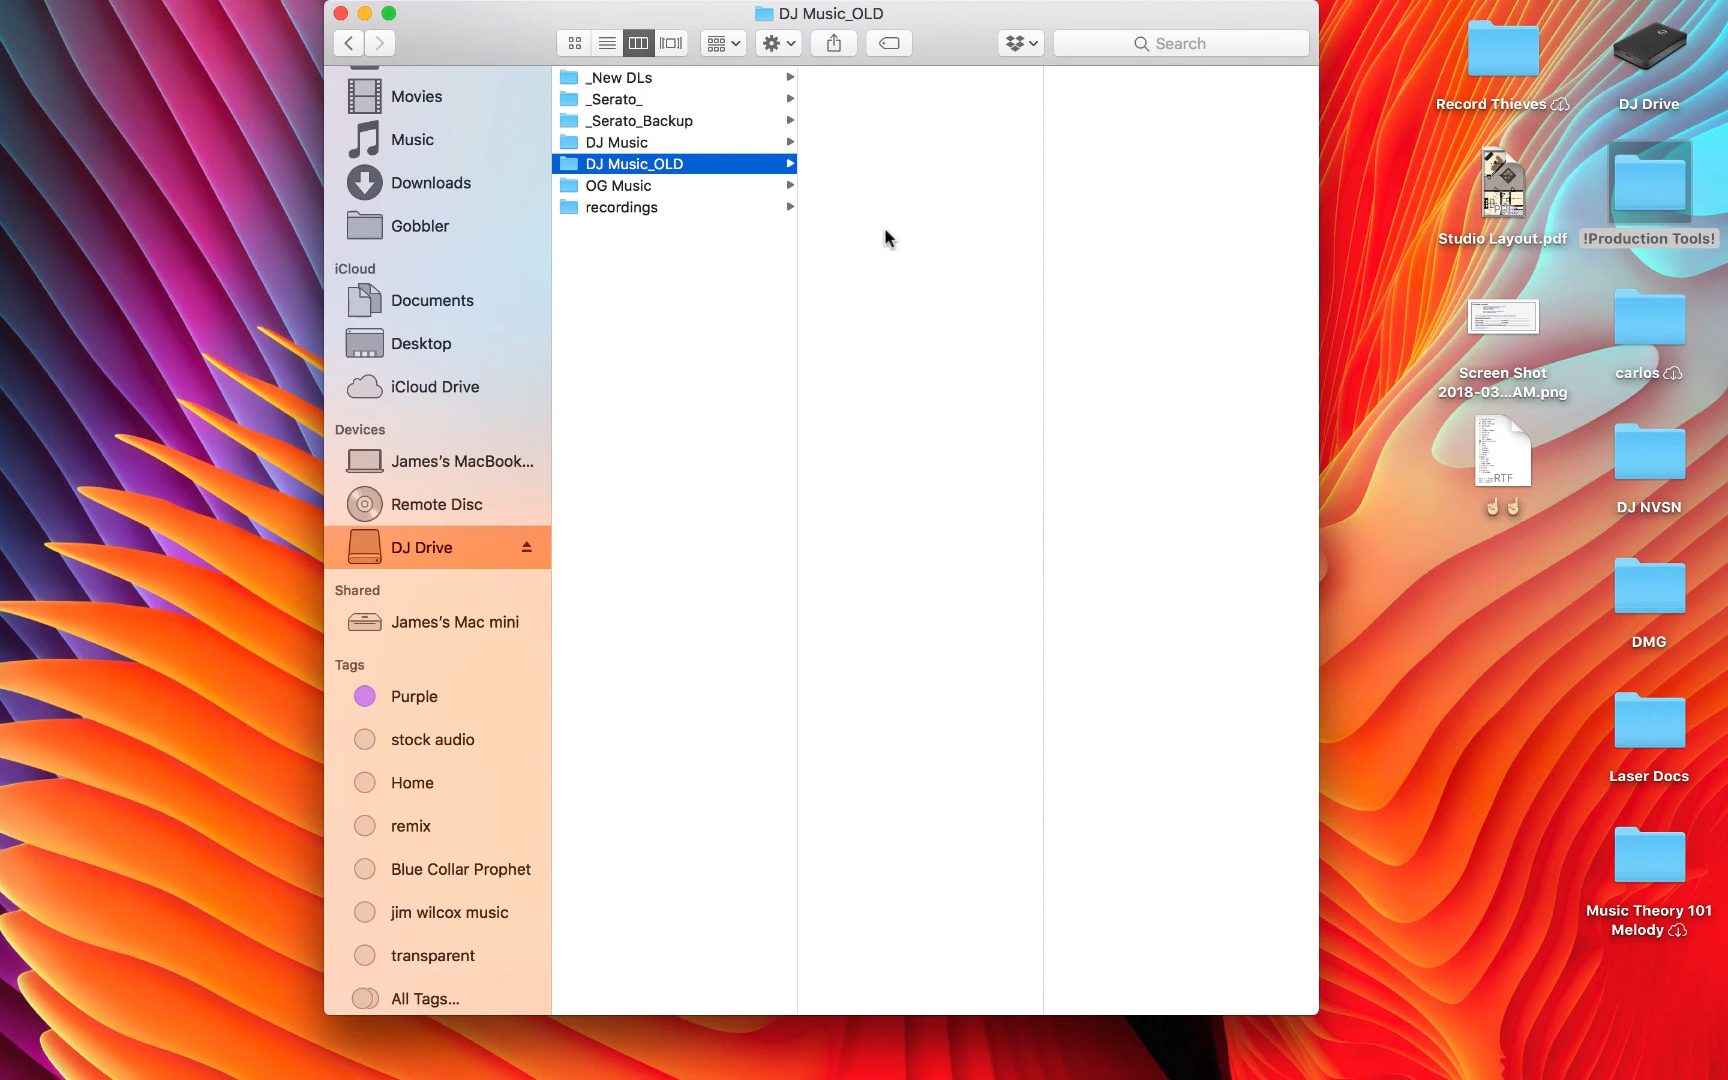 DJ Music_OLD
Search
Movies
Music
Downloads
Gobbler
iCloud
Documents
Desktop
iCloud Drive
Devices
James's MacBook...
Remote Disc
DJ Drive
Shared
James's Mac mini
Tags
Purple
stock audio
Home
remix
Blue Collar Prophet
jim wilcox music
transparent
All Tags...
_New DLs
_Serato_
_Serato_Backup
DJ Music
DJ Music_OLD
OG Music
recordings
Record Thieves
DJ Drive
Studio Layout.pdf
!Production Tools!
Screen Shot
2018-03...AM.png
carlos
RTF
DJ NVSN
DMG
Laser Docs
Music Theory 101
Melody